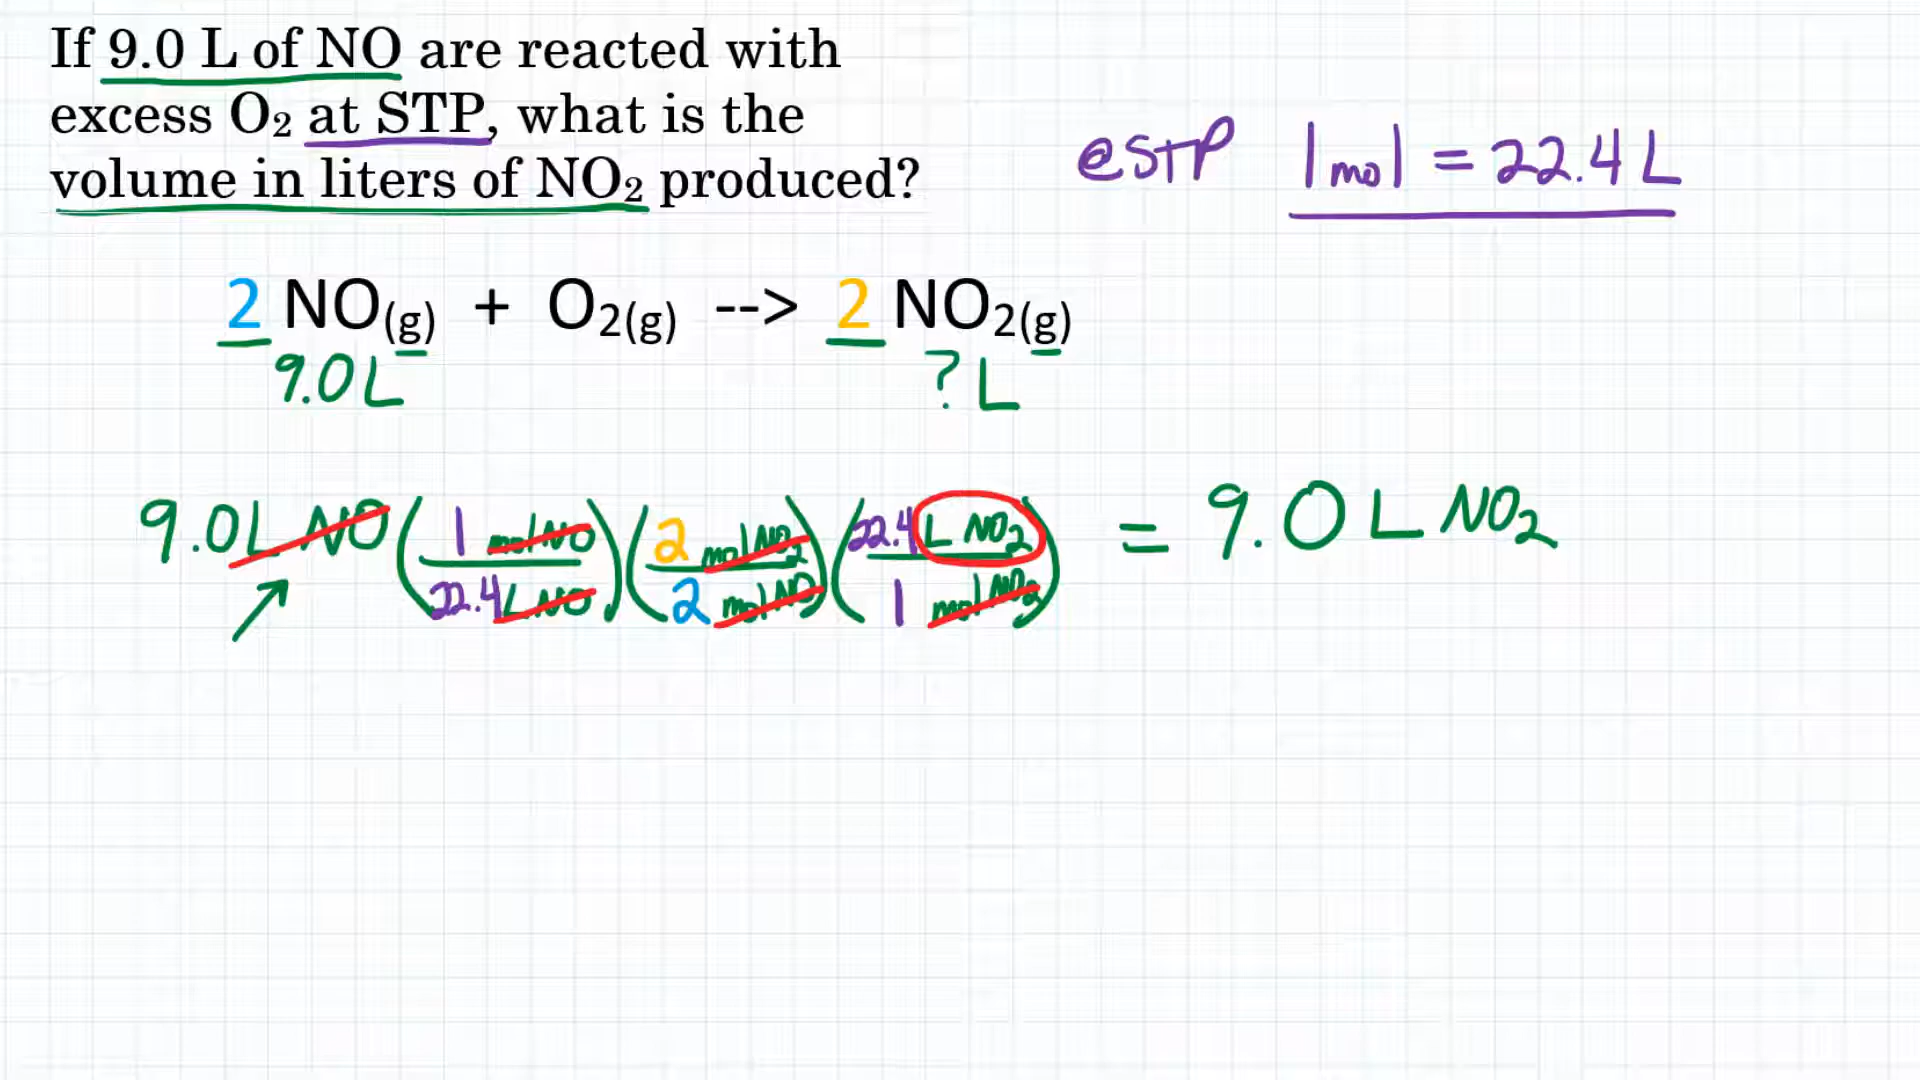 If 9.0 L of NO are reacted with
excess O₂ at STP, what is the
volume in liters of NO₂ produced?
@STP 1 mol = 22.4 L
2 NO(g) + O₂(g) --> 2 NO₂(g)
9.0 L ? L
9.0 L NO (1 mol NO / 22.4 L NO) (2 mol NO₂ / 2 mol NO) (22.4 L NO₂ / 1 mol NO₂) = 9.0 L NO₂